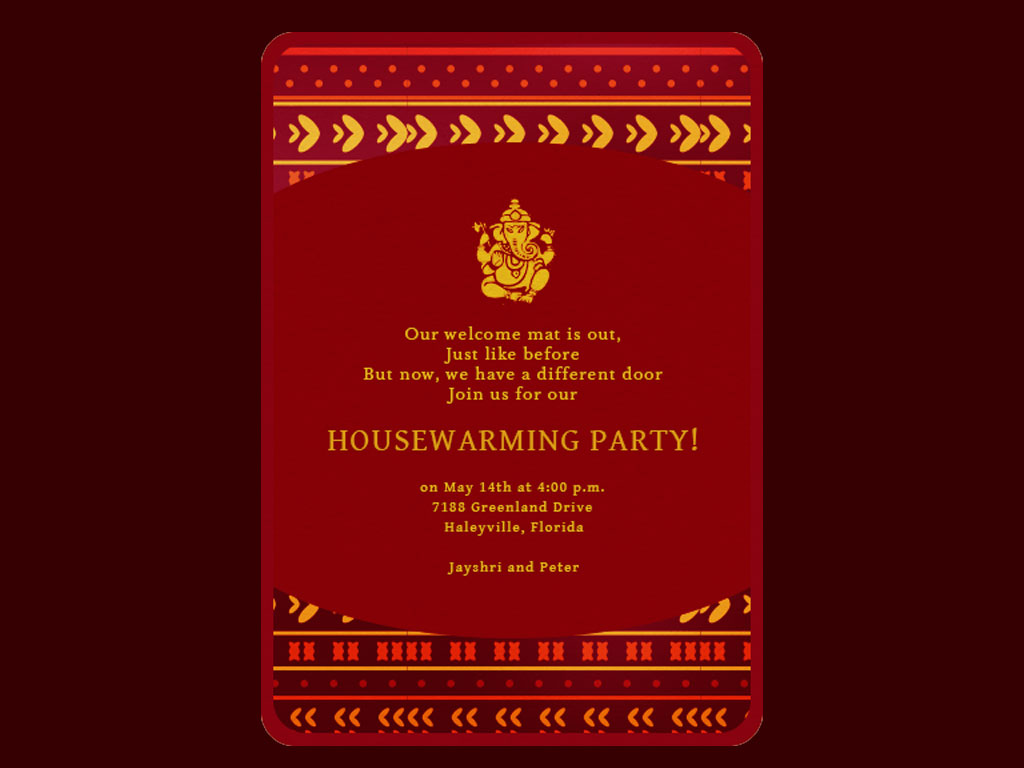 Our welcome mat is out,
Just like before
But now, we have a different door
Join us for our
HOUSEWARMING PARTY!
on May 14th at 4:00 p.m.
7188 Greenland Drive
Haleyville, Florida
Jayshri and Peter